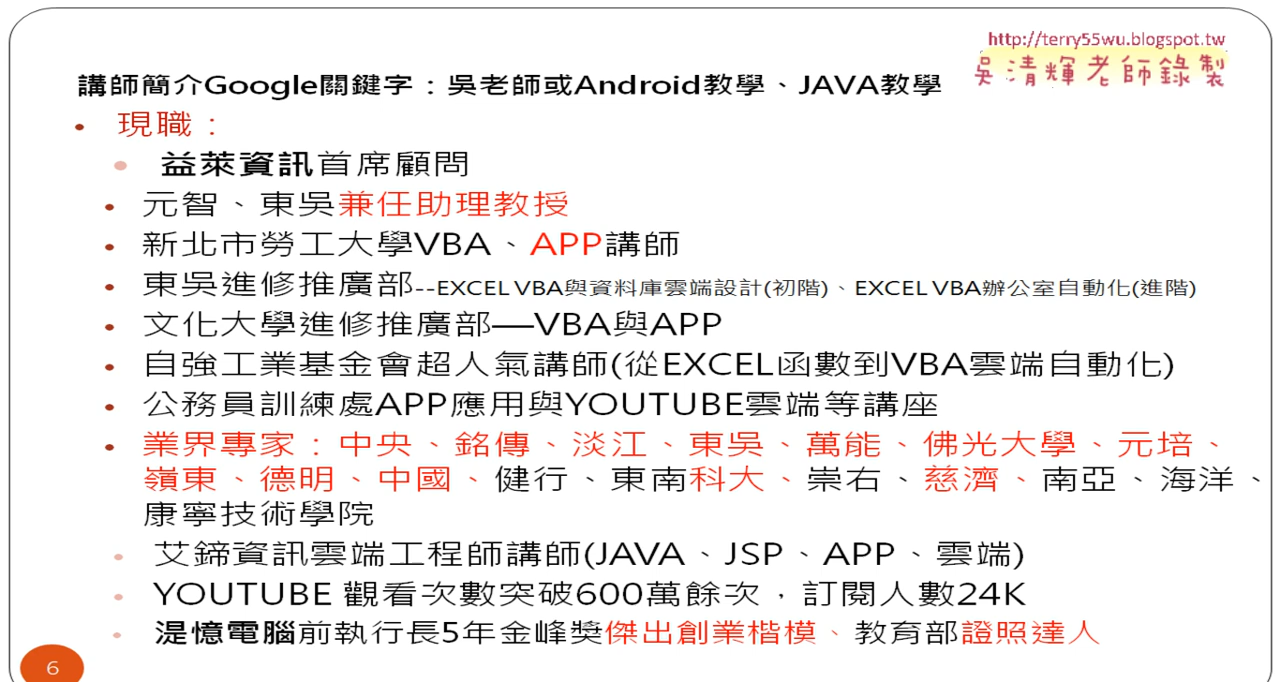 http://terry55wu.blogspot.tw
吳清輝老師錄製
講師簡介Google關鍵字：吳老師或Android教學、JAVA教學
• 現職：
• 益萊資訊首席顧問
• 元智、東吳兼任助理教授
• 新北市勞工大學VBA、APP講師
• 東吳進修推廣部--EXCEL VBA與資料庫雲端設計(初階)、EXCEL VBA辦公室自動化(進階)
• 文化大學進修推廣部—VBA與APP
• 自強工業基金會超人氣講師(從EXCEL函數到VBA雲端自動化)
• 公務員訓練處APP應用與YOUTUBE雲端等講座
• 業界專家：中央、銘傳、淡江、東吳、萬能、佛光大學、元培、
嶺東、德明、中國、健行、東南科大、崇右、慈濟、南亞、海洋、
康寧技術學院
• 艾鍗資訊雲端工程師講師(JAVA、JSP、APP、雲端)
• YOUTUBE 觀看次數突破600萬餘次，訂閱人數24K
• 湜憶電腦前執行長5年金峰獎傑出創業楷模、教育部證照達人
6